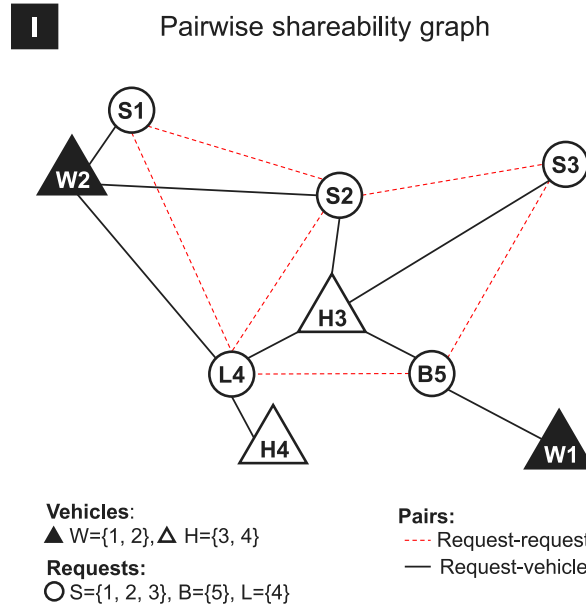 I
Pairwise shareability graph
S1
S3
W2
S2
H3
L4
B5
H4
W1
Vehicles:
▲ W={1, 2}, △ H={3, 4}
Requests:
○ S={1, 2, 3}, B={5}, L={4}
Pairs:
Request-request
Request-vehicle